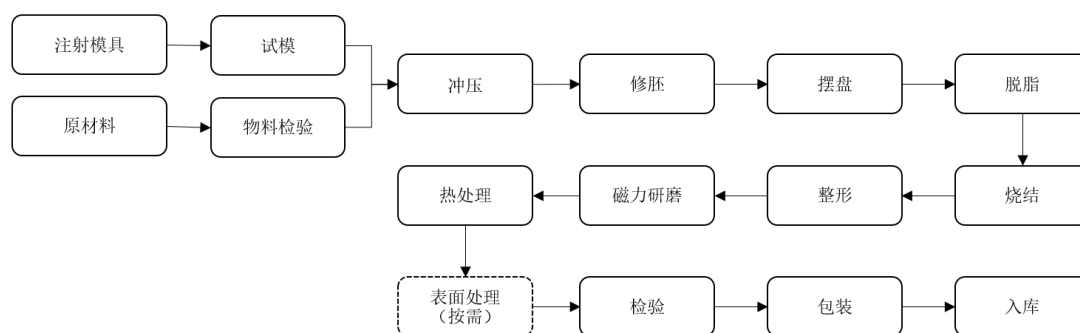 注射模具
试模
原材料
物料检验
冲压
修胚
摆盘
脱脂
烧结
整形
磁力研磨
热处理
表面处理
（按需）
检验
包装
入库